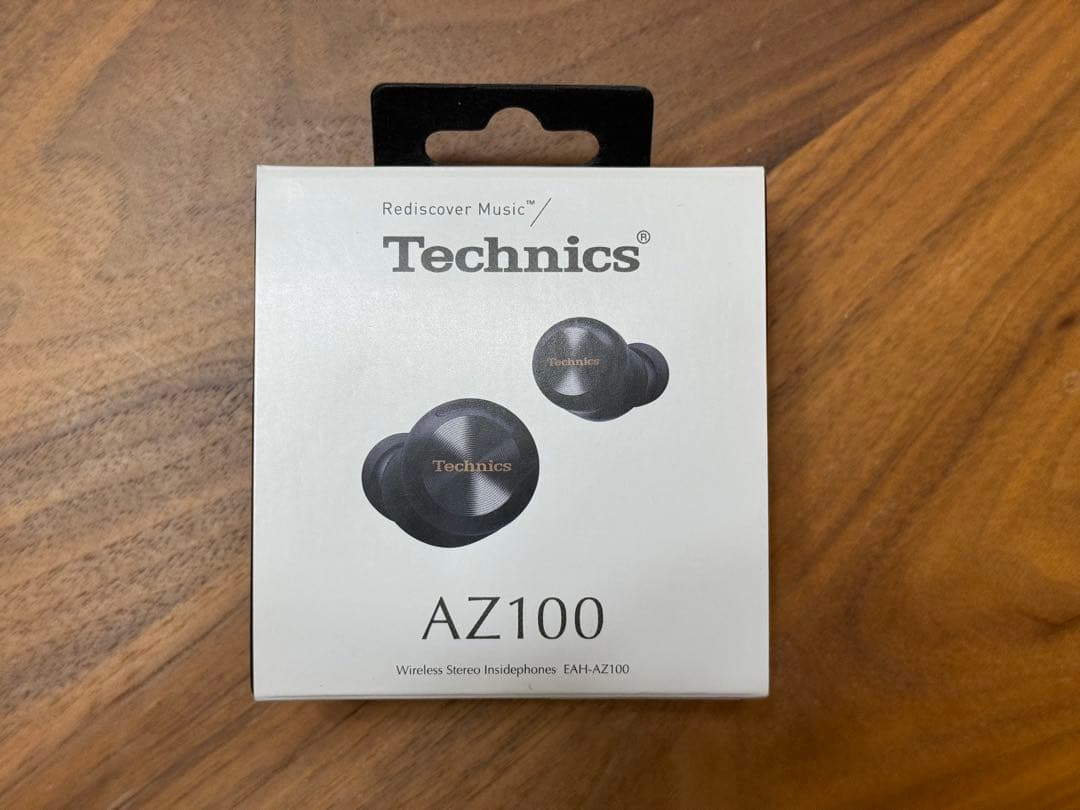 Rediscover Music™/
Technics®
Technics
Technics
AZ100
Wireless Stereo Insidephones EAH-AZ100